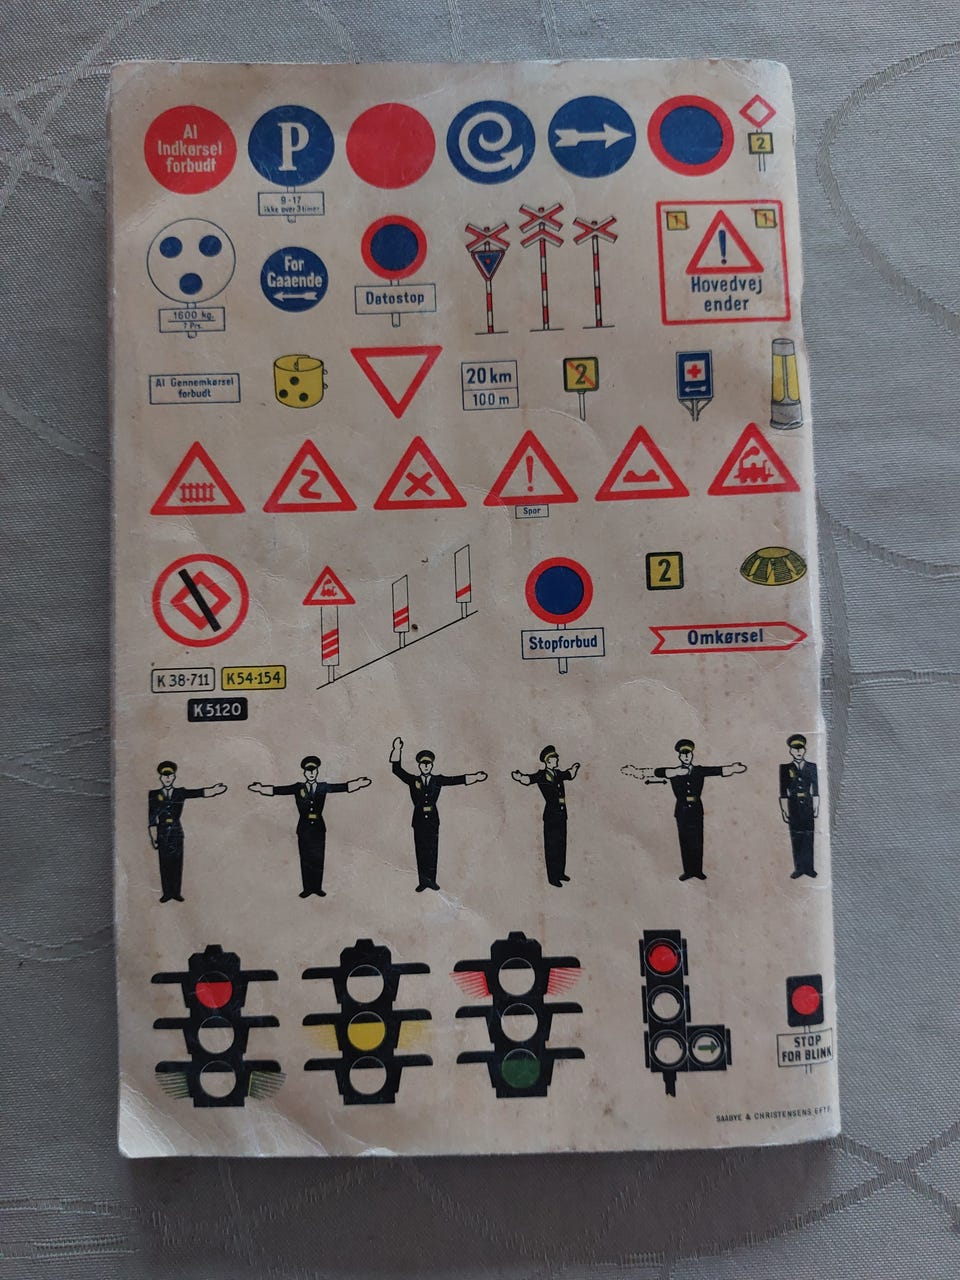 Al
Indkørsel
forbudt
P
9-17
ikke over 3 timer
2
1600 kg.
7 Prs.
For
Gaaende
Datostop
1
1
!
Hovedvej
ender
Al Gennemkørsel
forbudt
20 km
100 m
2
!
Spor
Stopforbud
2
Omkørsel
K 38-711
K 54-154
K 5120
STOP
FOR BLINK
SAABYE & CHRISTENSENS EFTF